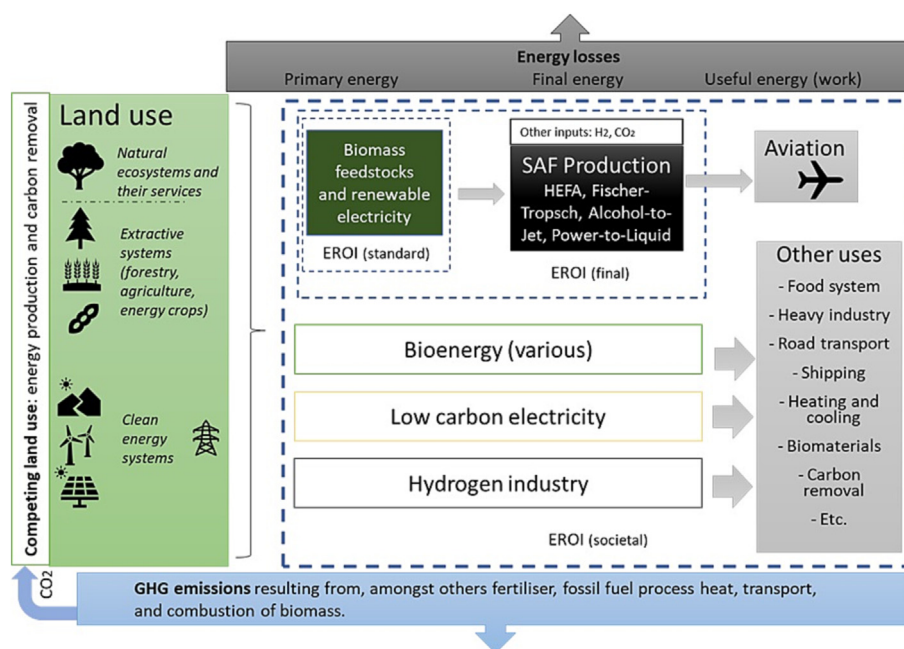 Energy losses
Primary energy
Final energy
Useful energy (work)
Competing land use: energy production and carbon removal
Land use
Natural
ecosystems and
their services
Extractive
systems
(forestry,
agriculture,
energy crops)
Clean
energy
systems
Biomass
feedstocks
and renewable
electricity
EROI (standard)
Other inputs: H2, CO2
SAF Production
HEFA, Fischer-
Tropsch, Alcohol-to-
Jet, Power-to-Liquid
EROI (final)
Aviation
Bioenergy (various)
Low carbon electricity
Hydrogen industry
EROI (societal)
Other uses
- Food system
- Heavy industry
- Road transport
- Shipping
- Heating and
cooling
- Biomaterials
- Carbon
removal
- Etc.
CO2
GHG emissions resulting from, amongst others fertiliser, fossil fuel process heat, transport,
and combustion of biomass.